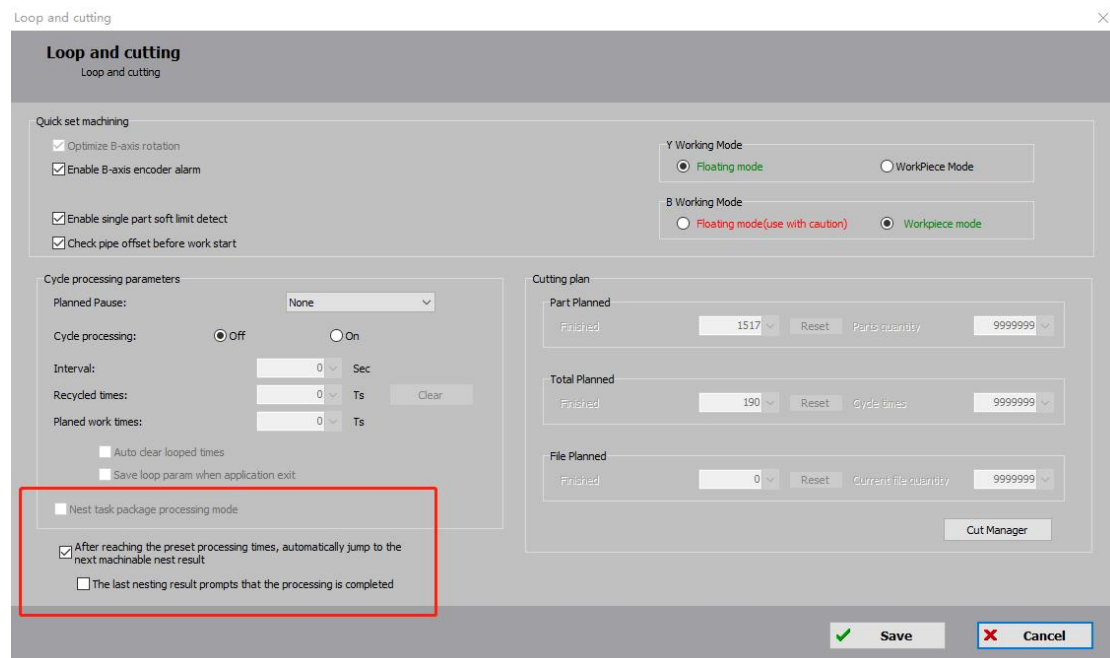 Loop and cutting
Loop and cutting
Loop and cutting
Quick set machining
Optimize B-axis rotation
Enable B-axis encoder alarm
Enable single part soft limit detect
Check pipe offset before work start
Y Working Mode
Floating mode
WorkPiece Mode
B Working Mode
Floating mode(use with caution)
Workpiece mode
Cycle processing parameters
Planned Pause:
None
Cycle processing:
Off
On
Interval:
0
Sec
Recycled times:
0
Ts
Clear
Planed work times:
0
Ts
Auto clear looped times
Save loop param when application exit
Nest task package processing mode
After reaching the preset processing times, automatically jump to the
next machinable nest result
The last nesting result prompts that the processing is completed
Cutting plan
Part Planned
Finished
1517
Reset
Parts quantity
9999999
Total Planned
Finished
190
Reset
Cycle times
9999999
File Planned
Finished
0
Reset
Current file quantity
9999999
Cut Manager
Save
Cancel